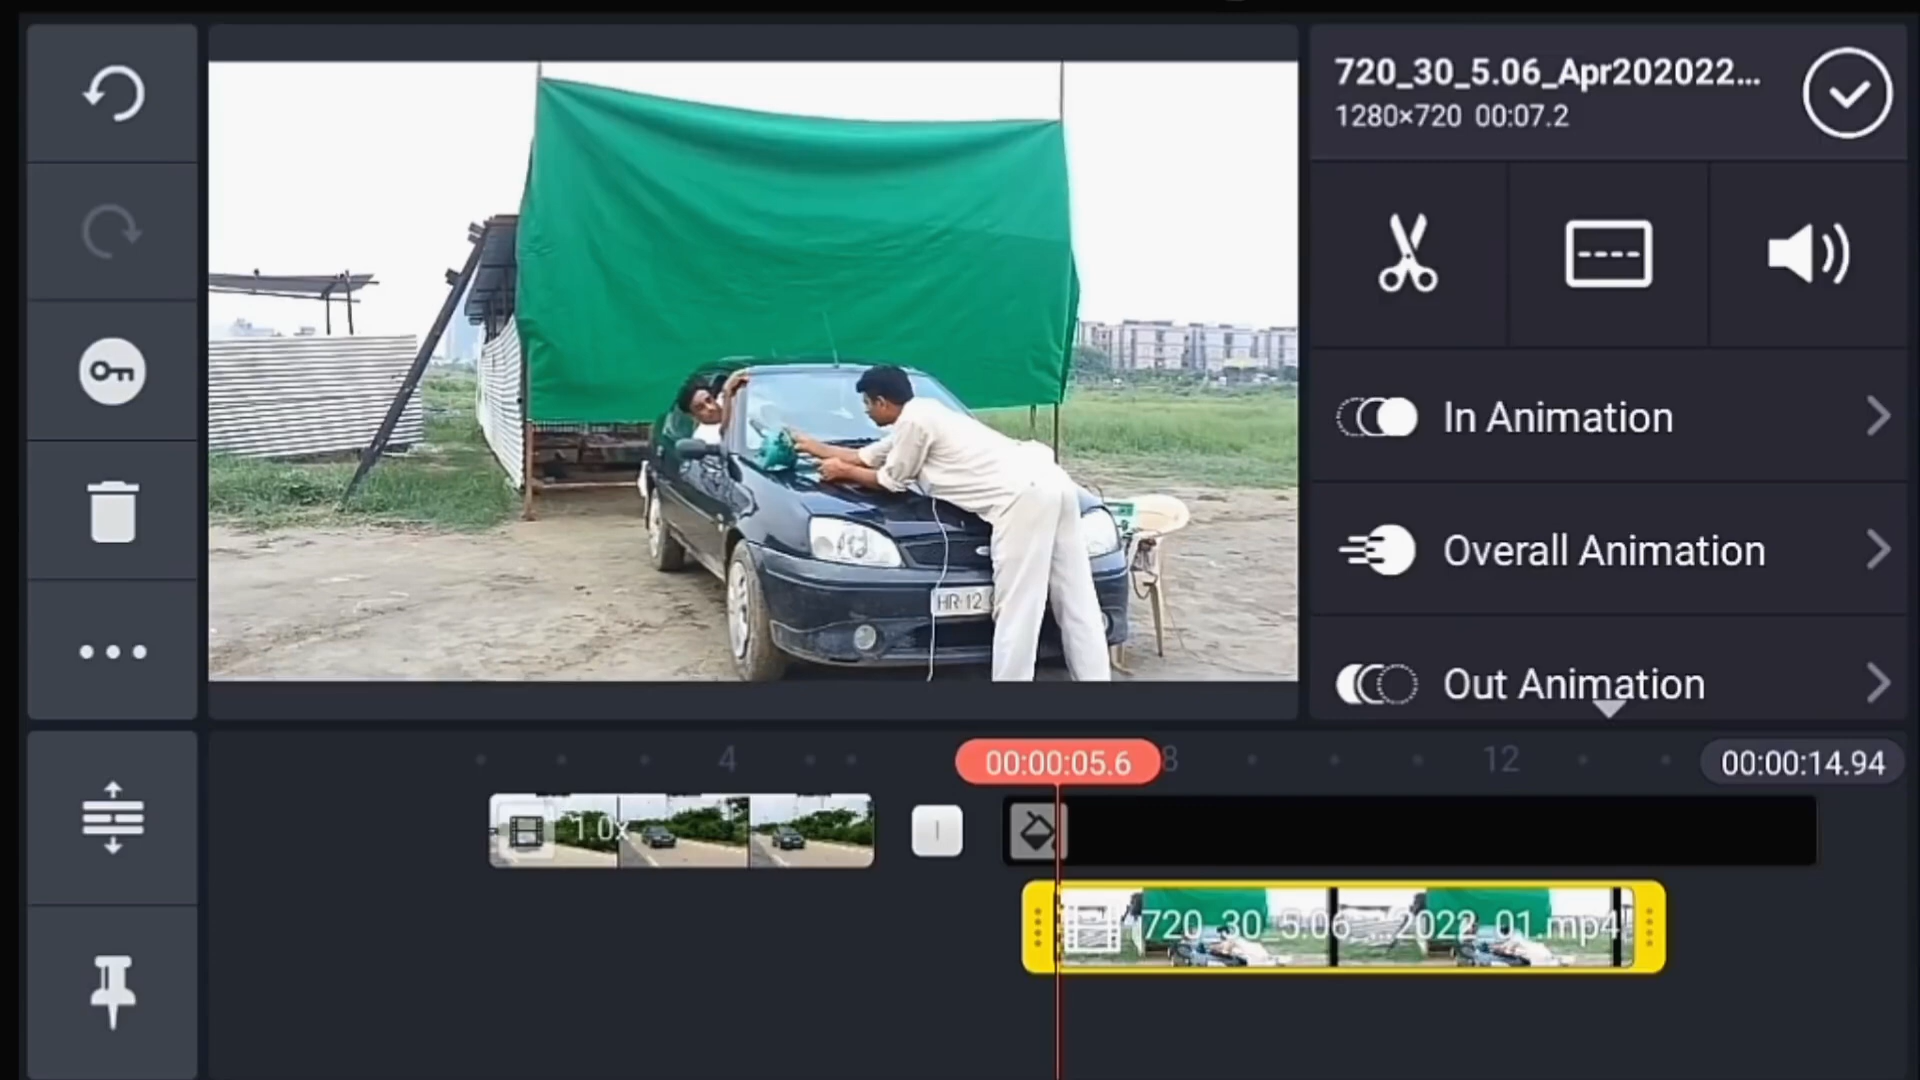 720_30_5.06_Apr202022...
1280×720 00:07.2
In Animation
Overall Animation
Out Animation
HR-12
4
00:00:05.6
8
12
00:00:14.94
1.0x
720_30_5.06_...2022_01.mp4